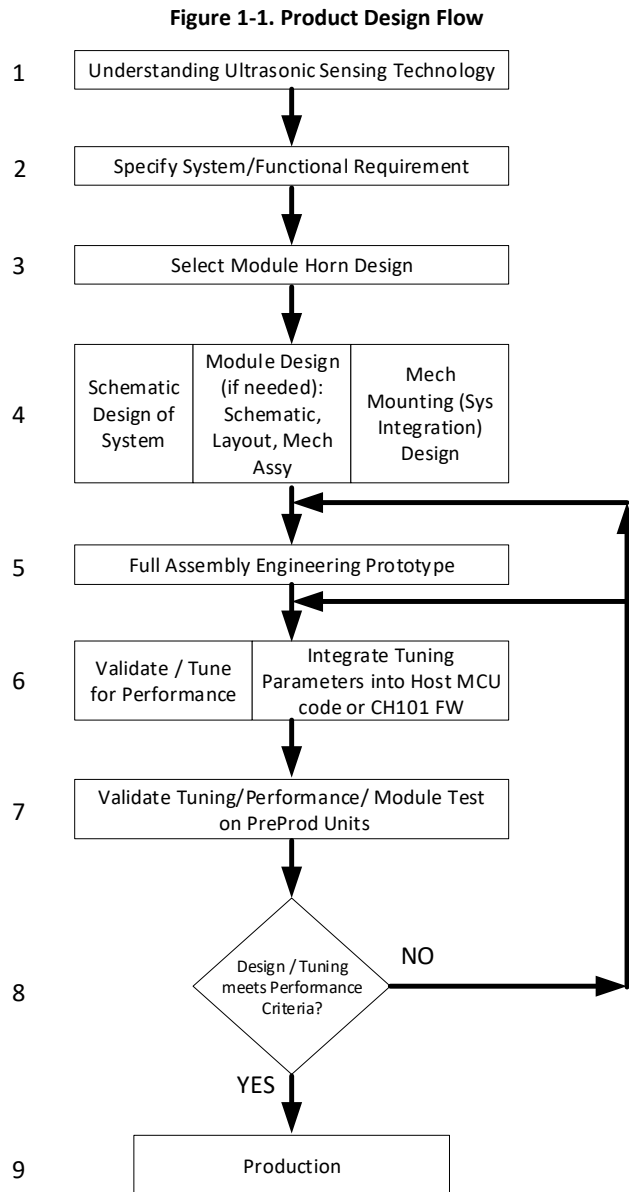 Figure 1-1. Product Design Flow
1
Understanding Ultrasonic Sensing Technology
2
Specify System/Functional Requirement
3
Select Module Horn Design
4
Schematic
Design of
System
Module Design
(if needed):
Schematic,
Layout, Mech
Assy
Mech
Mounting (Sys
Integration)
Design
5
Full Assembly Engineering Prototype
6
Validate / Tune
for Performance
Integrate Tuning
Parameters into Host MCU
code or CH101 FW
7
Validate Tuning/Performance/ Module Test
on PreProd Units
8
Design / Tuning
meets Performance
Criteria?
NO
YES
9
Production